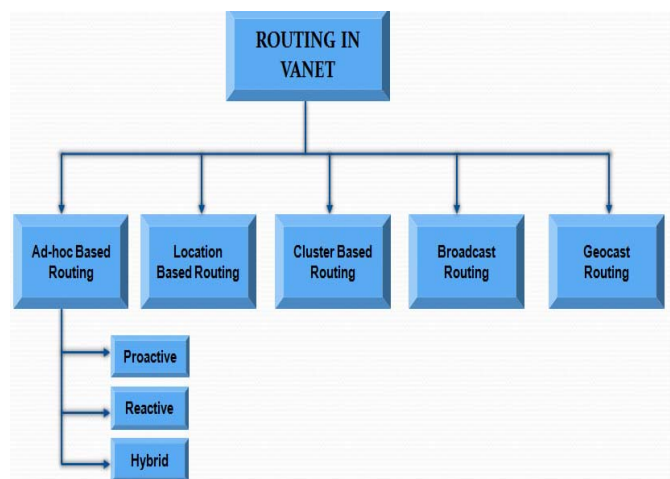 ROUTING IN
VANET
Ad-hoc Based
Routing
Location
Based Routing
Cluster Based
Routing
Broadcast
Routing
Geocast
Routing
Proactive
Reactive
Hybrid